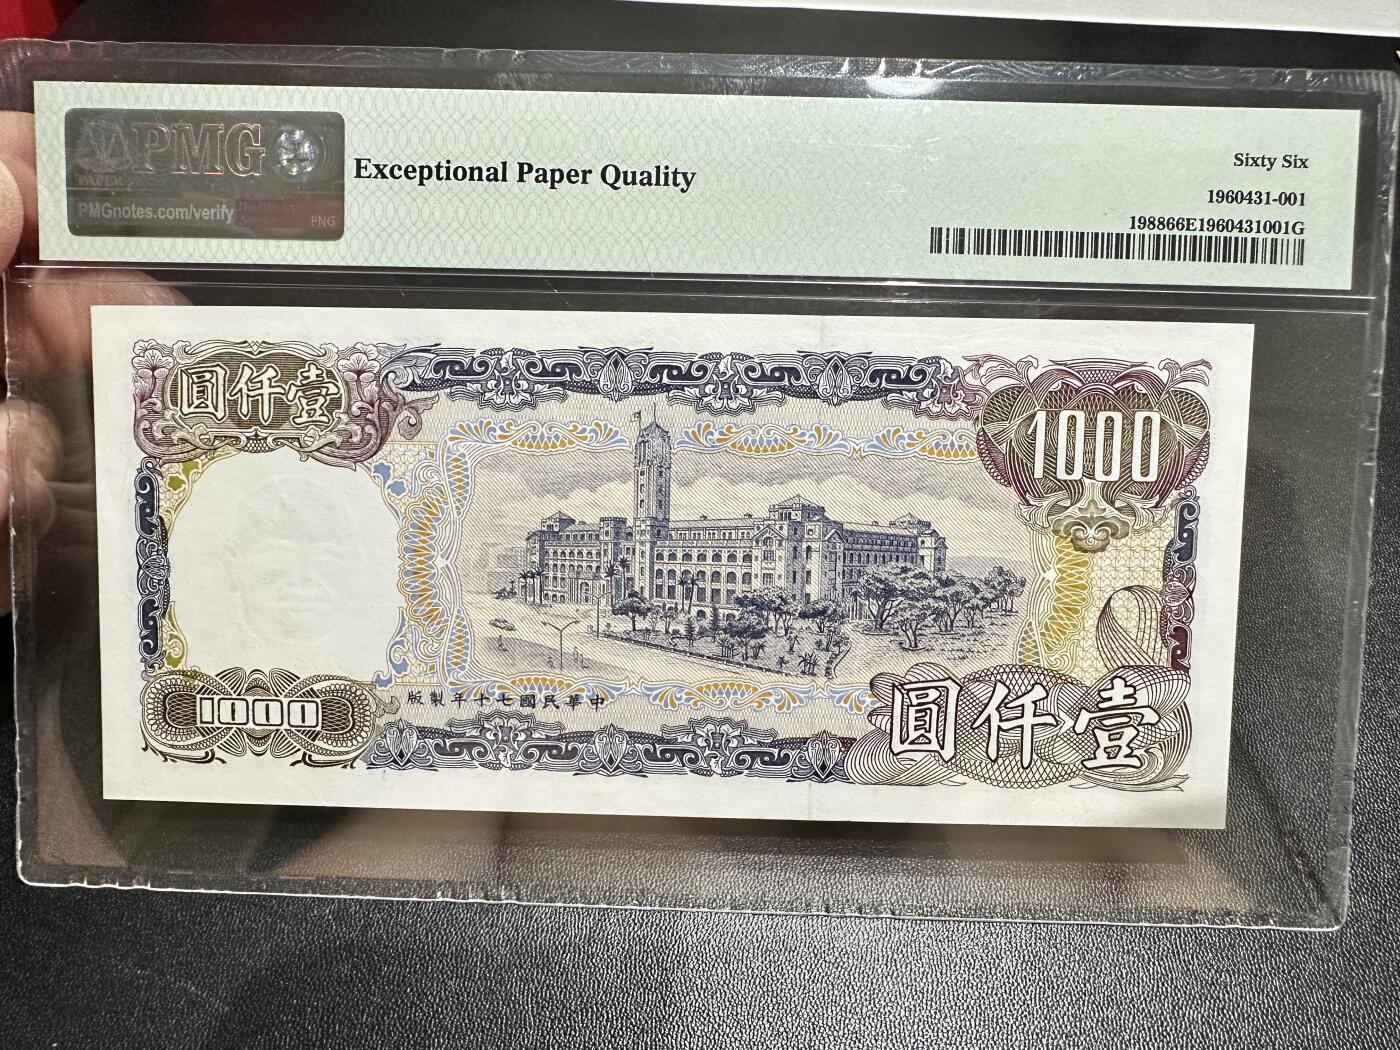 PMG
PAPER
PMGnotes.com/verify
PNG
Exceptional Paper Quality
Sixty Six
1960431-001
198866E1960431001G
圓仟壹
1000
1000
版製年十七國民華中
圓仟壹